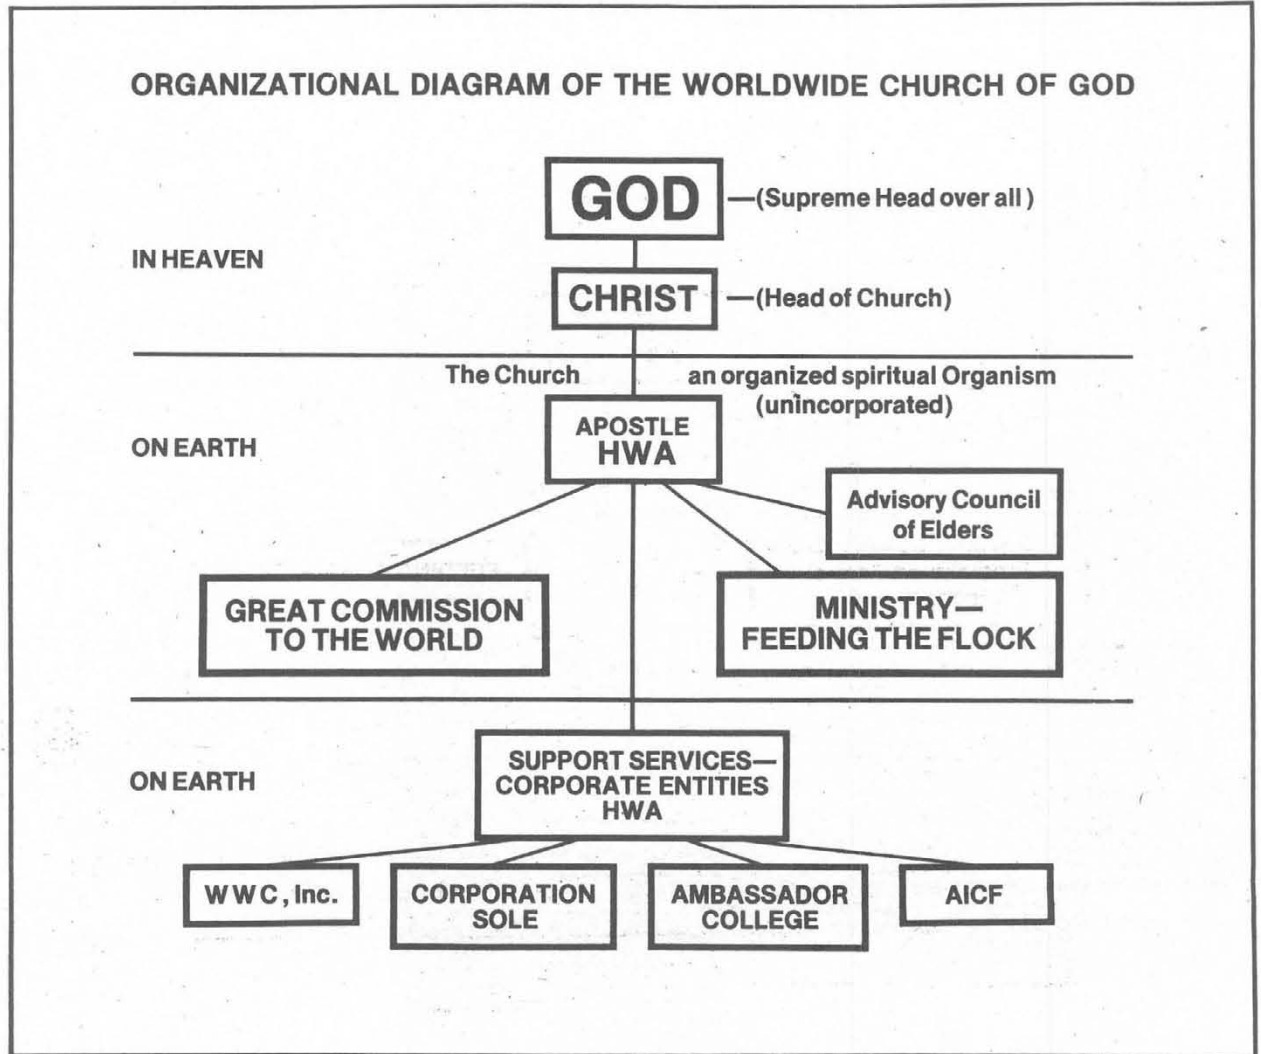 ORGANIZATIONAL DIAGRAM OF THE WORLDWIDE CHURCH OF GOD
GOD
—(Supreme Head over all)
IN HEAVEN
CHRIST
—(Head of Church)
The Church
an organized spiritual Organism
(unincorporated)
APOSTLE
HWA
ON EARTH
Advisory Council
of Elders
GREAT COMMISSION
TO THE WORLD
MINISTRY—
FEEDING THE FLOCK
SUPPORT SERVICES—
CORPORATE ENTITIES
HWA
ON EARTH
WWC, Inc.
CORPORATION
SOLE
AMBASSADOR
COLLEGE
AICF